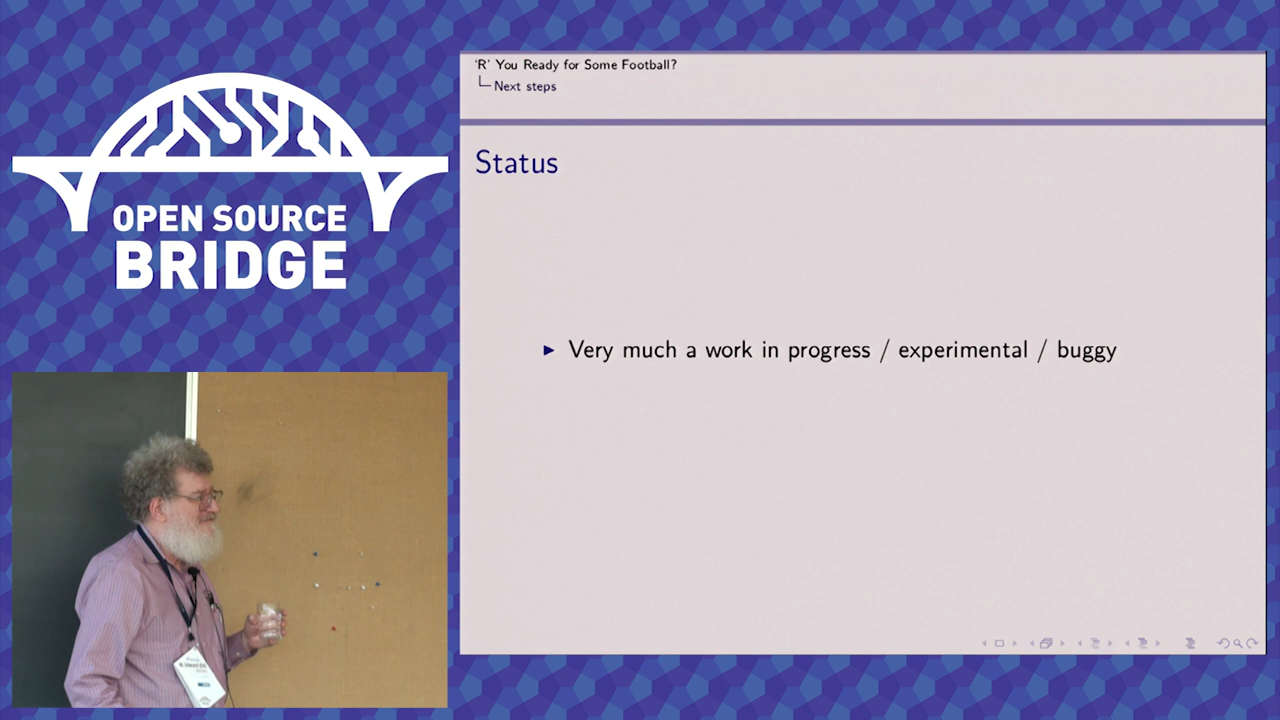 OPEN SOURCE
BRIDGE
'R' You Ready for Some Football?
Next steps
Status
Very much a work in progress / experimental / buggy